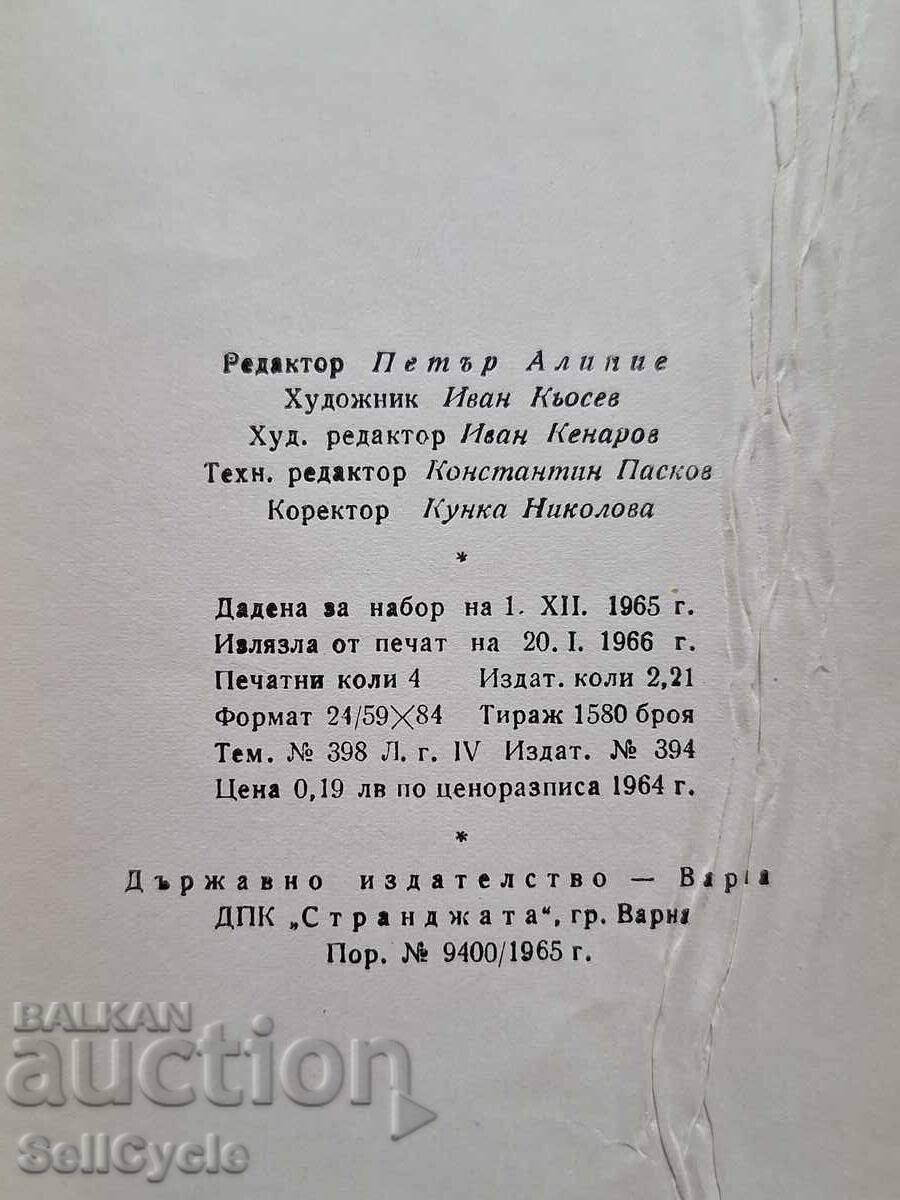 Редактор Петър Алипие
Художник Иван Кьосев
Худ. редактор Иван Кенаров
Техн. редактор Константин Пасков
Коректор Кунка Николова
*
Дадена за набор на 1. XII. 1965 г.
Излязла от печат на 20. I. 1966 г.
Печатни коли 4 Издат. коли 2,21
Формат 21/59×84 Тираж 1580 броя
Тем. № 398 Л. г. IV Издат. № 394
Цена 0,19 лв по ценоразписа 1964 г.
*
Държавно издателство — Варна
ДПК „Странджата“, гр. Варна
Пор. № 9400/1965 г.
BALKAN
auction
SellCycle